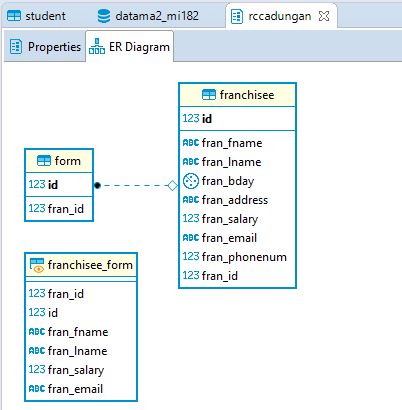 student
datama2_mi182
rccadungan
Properties
ER Diagram
franchisee
123 id
ABC fran_fname
ABC fran_lname
fran_bday
ABC fran_address
123 fran_salary
ABC fran_email
123 fran_phonenum
123 fran_id
form
123 id
123 fran_id
franchisee_form
123 fran_id
123 id
ABC fran_fname
ABC fran_lname
123 fran_salary
ABC fran_email